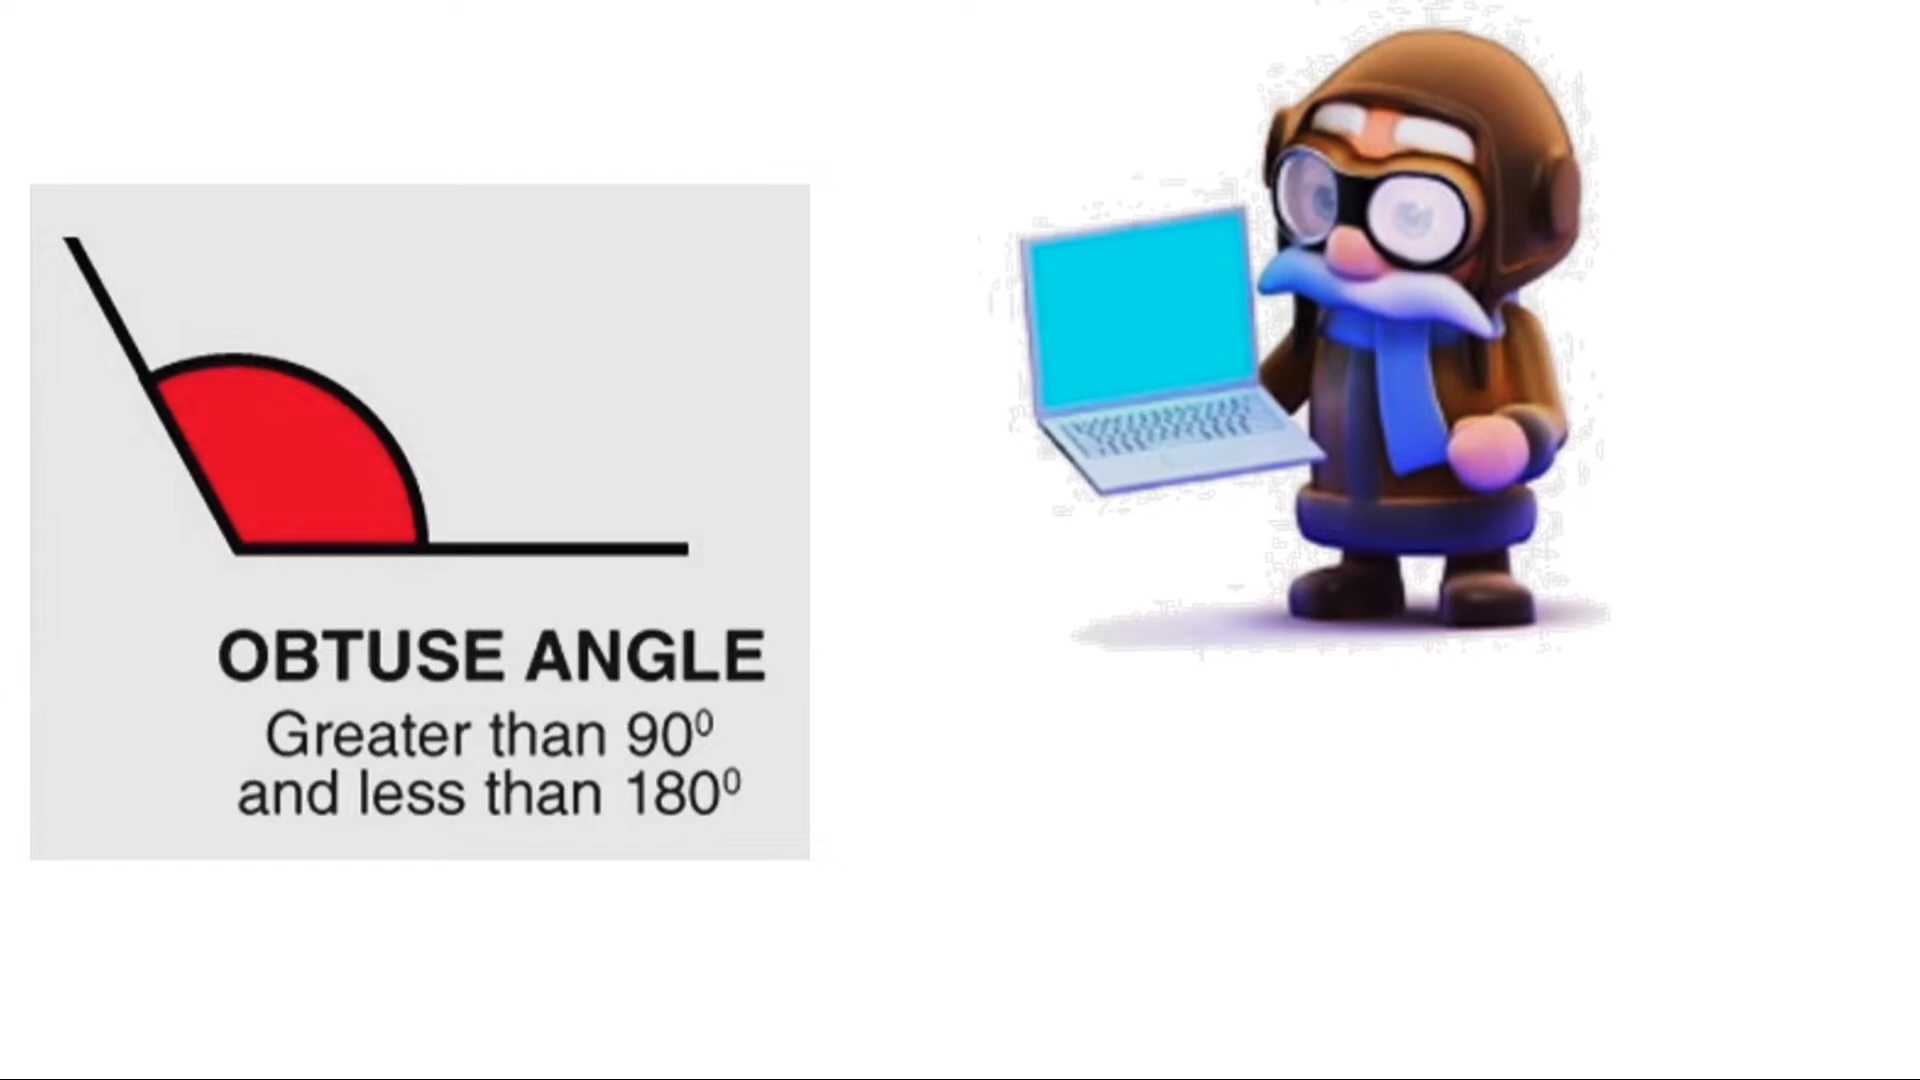 OBTUSE ANGLE
Greater than 90⁰
and less than 180⁰